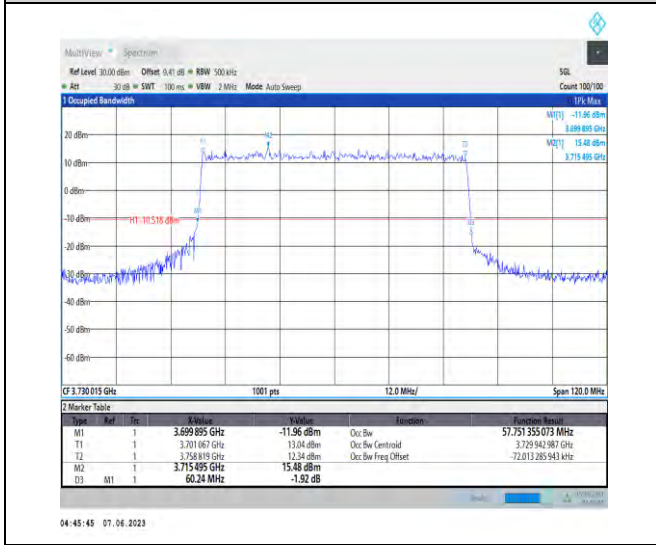 MultiView Spectrum
Ref Level 30.00 dBm Offset 9.41 dB RBW 500 kHz SGL
Att 30 dB SWT 100 ms VBW 2 MHz Mode Auto Sweep Count 100/100
1 Occupied Bandwidth 1Pk Max
M1[1] -11.96 dBm
3.699 895 GHz
M2[1] 15.48 dBm
3.715 495 GHz
20 dBm
M2
10 dBm
0 dBm
M1
-10 dBm H1 -10.518 dBm
-20 dBm
-30 dBm
-40 dBm
-50 dBm
-60 dBm
CF 3.730 015 GHz 1001 pts 12.0 MHz/ Span 120.0 MHz
2 Marker Table
Type Ref Trc X-Value Y-Value Function Function Result
M1 1 3.699 895 GHz -11.96 dBm Occ Bw 57.751 355 073 MHz
T1 1 3.701 067 GHz 13.04 dBm Occ Bw Centroid 3.729 942 987 GHz
T2 1 3.758 819 GHz 12.34 dBm Occ Bw Freq Offset -72.013 285 943 kHz
M2 1 3.715 495 GHz 15.48 dBm
D3 M1 1 60.24 MHz -1.92 dB
04:45:45 07.06.2023